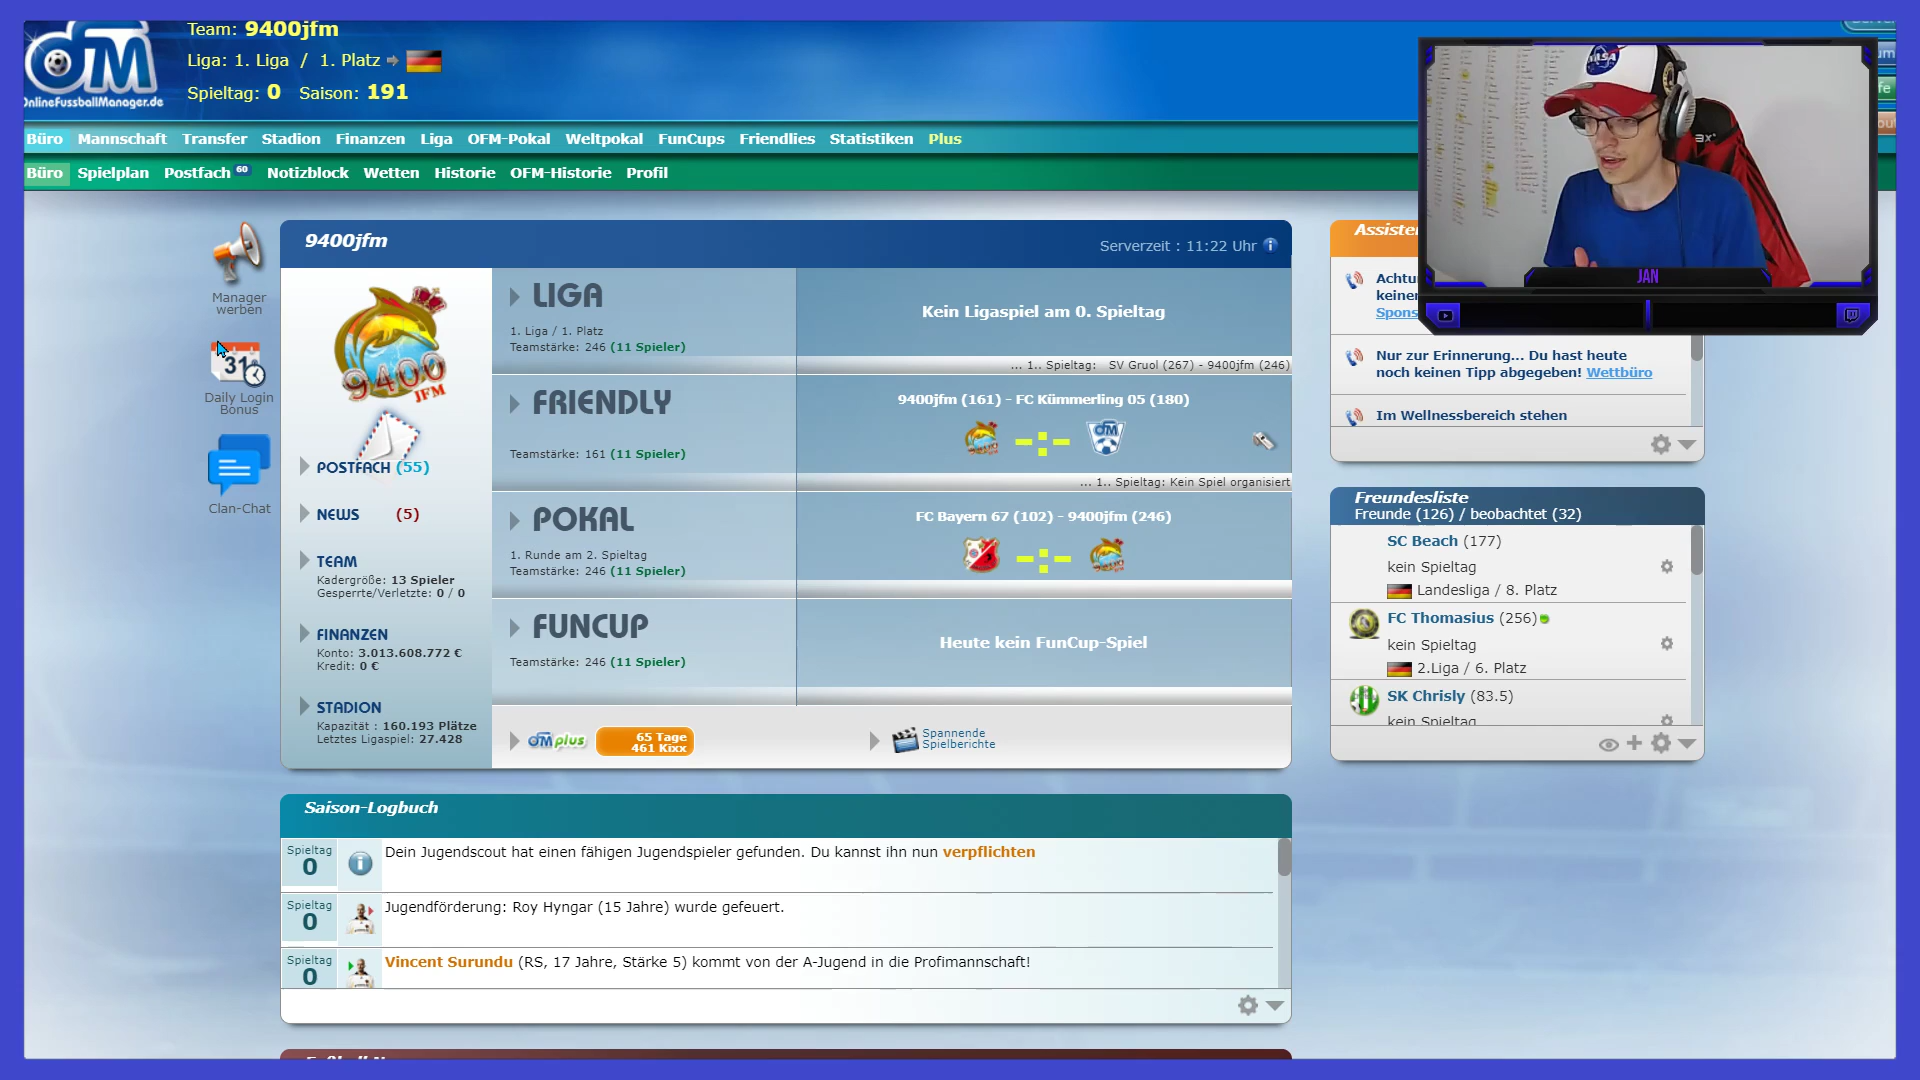 OFM
OnlineFussballManager.de
Team: 9400jfm
Liga: 1. Liga / 1. Platz
Spieltag: 0 Saison: 191
Büro Mannschaft Transfer Stadion Finanzen Liga OFM-Pokal Weltpokal FunCups Friendlies Statistiken Plus
Büro Spielplan Postfach 60 Notizblock Wetten Historie OFM-Historie Profil
NASA
JAN
Manager
werben
31
Daily Login
Bonus
Clan-Chat
9400jfm
Serverzeit : 11:22 Uhr
9400
JFM
POSTFACH (55)
NEWS (5)
TEAM
Kadergröße: 13 Spieler
Gesperrte/Verletzte: 0 / 0
FINANZEN
Konto: 3.013.608.772 €
Kredit: 0 €
STADION
Kapazität : 160.193 Plätze
Letztes Ligaspiel: 27.428
LIGA
1. Liga / 1. Platz
Teamstärke: 246 (11 Spieler)
Kein Ligaspiel am 0. Spieltag
... 1.. Spieltag: SV Gruol (267) - 9400jfm (246)
FRIENDLY
Teamstärke: 161 (11 Spieler)
9400jfm (161) - FC Kümmerling 05 (180)
-:-
... 1.. Spieltag: Kein Spiel organisiert
POKAL
1. Runde am 2. Spieltag
Teamstärke: 246 (11 Spieler)
FC Bayern 67 (102) - 9400jfm (246)
-:-
FUNCUP
Teamstärke: 246 (11 Spieler)
Heute kein FunCup-Spiel
OFM plus
65 Tage
461 Kixx
Spannende
Spielberichte
Saison-Logbuch
Spieltag
0
Dein Jugendscout hat einen fähigen Jugendspieler gefunden. Du kannst ihn nun verpflichten
Spieltag
0
Jugendförderung: Roy Hyngar (15 Jahre) wurde gefeuert.
Spieltag
0
Vincent Surundu (RS, 17 Jahre, Stärke 5) kommt von der A-Jugend in die Profimannschaft!
Nur zur Erinnerung... Du hast heute
noch keinen Tipp abgegeben! Wettbüro
Im Wellnessbereich stehen
Freundesliste
Freunde (126) / beobachtet (32)
SC Beach (177)
kein Spieltag
Landesliga / 8. Platz
FC Thomasius (256)
kein Spieltag
2.Liga / 6. Platz
SK Chrisly (83.5)
kein Spieltag